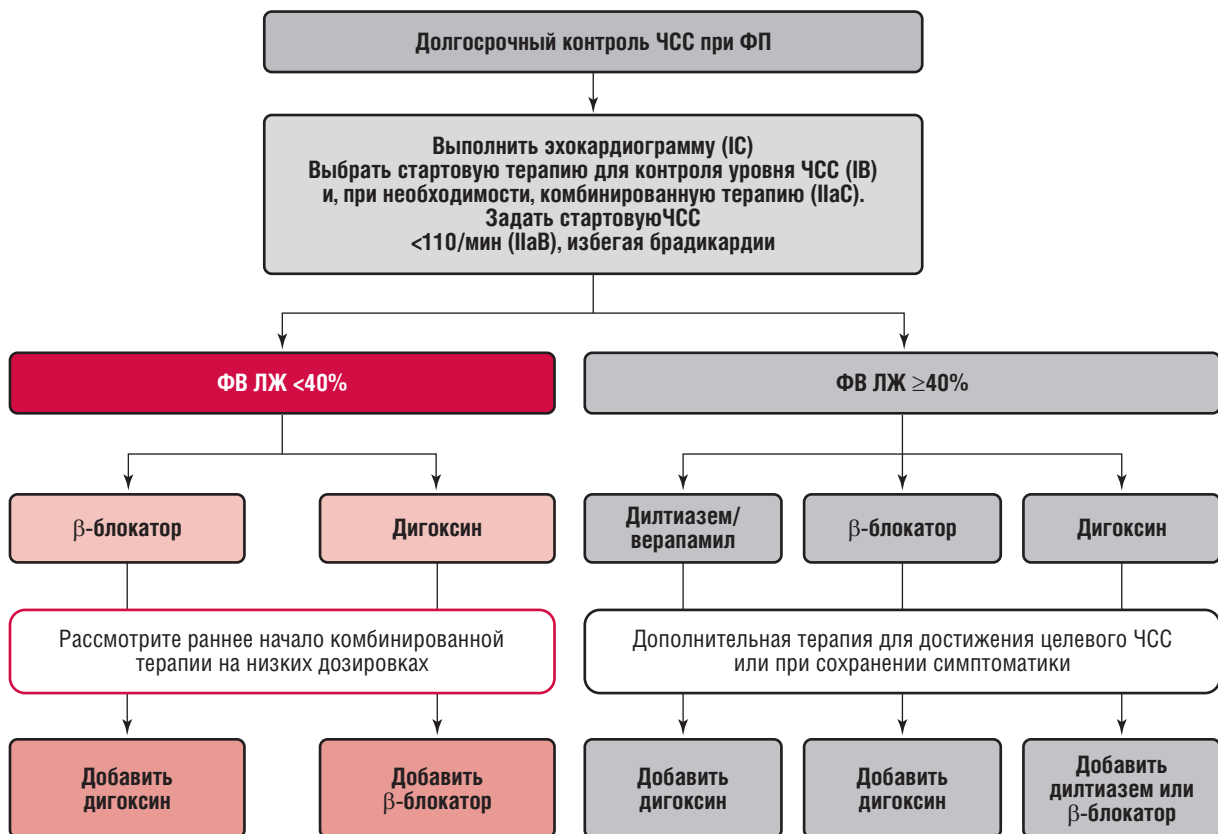 Долгосрочный контроль ЧСС при ФП
Выполнить эхокардиограмму (IC)
Выбрать стартовую терапию для контроля уровня ЧСС (IB)
и, при необходимости, комбинированную терапию (IIaC).
Задать стартовуюЧСС
<110/мин (IIaB), избегая брадикардии
ФВ ЛЖ <40%
ФВ ЛЖ ≥40%
β-блокатор
Дигоксин
Дилтиазем/
верапамил
β-блокатор
Дигоксин
Рассмотрите раннее начало комбинированной
терапии на низких дозировках
Дополнительная терапия для достижения целевого ЧСС
или при сохранении симптоматики
Добавить
дигоксин
Добавить
β-блокатор
Добавить
дигоксин
Добавить
дигоксин
Добавить
дилтиазем или
β-блокатор